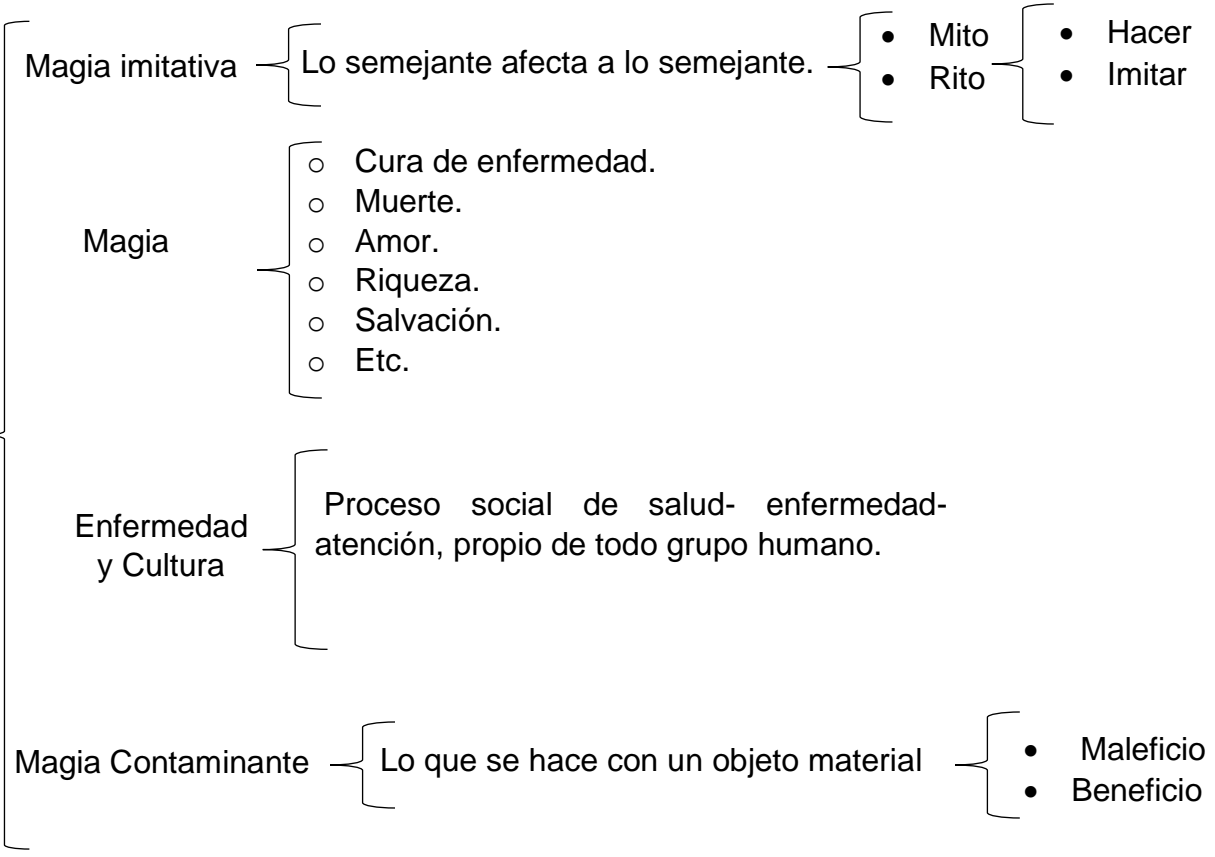 Magia imitativa
Lo semejante afecta a lo semejante.
• Mito
• Rito
• Hacer
• Imitar
Magia
o Cura de enfermedad.
o Muerte.
o Amor.
o Riqueza.
o Salvación.
o Etc.
Enfermedad
y Cultura
Proceso social de salud- enfermedad-
atención, propio de todo grupo humano.
Magia Contaminante
Lo que se hace con un objeto material
• Maleficio
• Beneficio